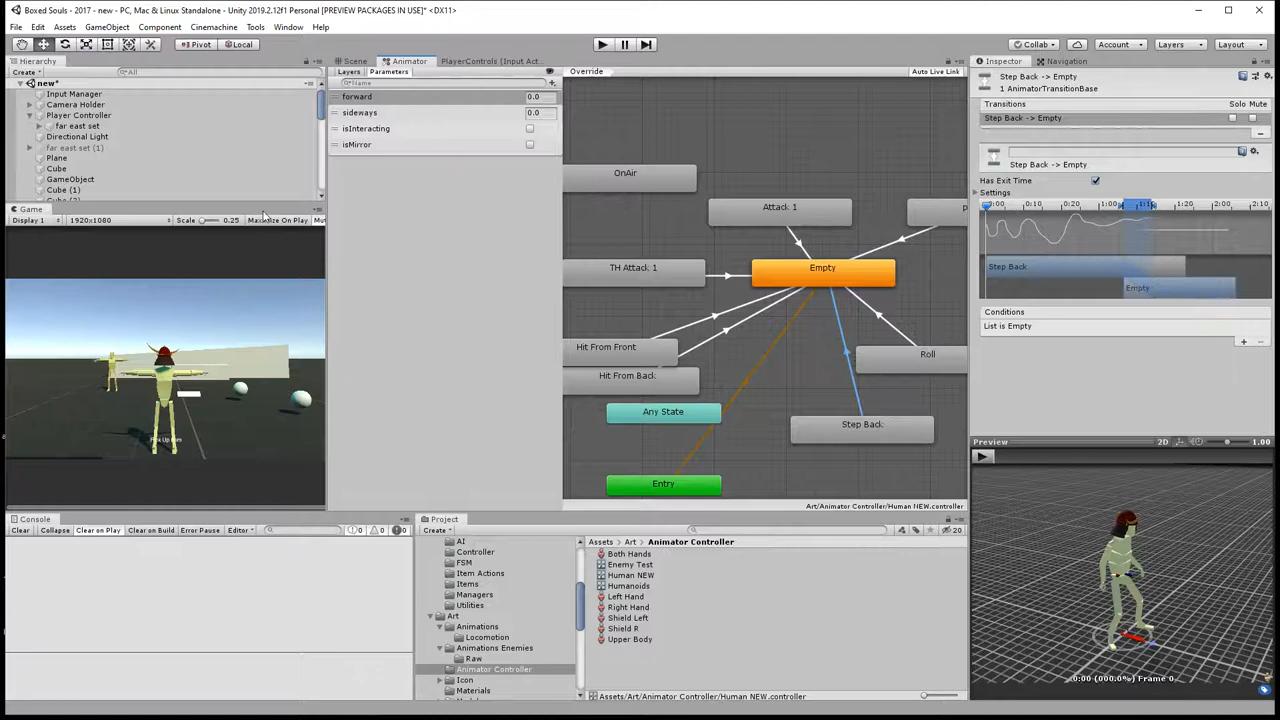 Boxed Souls - 2017 - new - PC, Mac & Linux Standalone - Unity 2019.2.12f1 Personal [PREVIEW PACKAGES IN USE]* <DX11>
File Edit Assets GameObject Component Cinemachine Tools Window Help
Pivot Local
Collab Account Layers Layout
Hierarchy
Create All
new*
Input Manager
Camera Holder
Player Controller
far east set
Directional Light
far east set (1)
Plane
Cube
GameObject
Cube (1)
Game
Display 1 1920x1080 Scale 0.25 Maximize On Play Mut
Pick Up Item
Scene Animator PlayerControls (Input Act...
Layers Parameters
Override Auto Live Link
Name
forward 0.0
sideways 0.0
isInteracting
isMirror
OnAir
Attack 1
p
TH Attack 1
Empty
Hit From Front
Roll
Hit From Back
Any State
Step Back
Entry
Art/Animator Controller/Human NEW.controller
Inspector Navigation
Step Back -> Empty
1 AnimatorTransitionBase
Transitions Solo Mute
Step Back -> Empty
Step Back -> Empty
Has Exit Time
Settings
0:00 0:10 0:20 1:00 1:1 2:00 2:10
Step Back
Empty
Conditions
List is Empty
Preview 2D 1.00
0:00 (000.0%) Frame 0
Console
Clear Collapse Clear on Play Clear on Build Error Pause Editor 0 0 0
Project
Create 20
AI
Controller
FSM
Item Actions
Items
Managers
Utilities
Art
Animations
Locomotion
Animations Enemies
Raw
Animator Controller
Icon
Materials
Assets Art Animator Controller
Both Hands
Enemy Test
Human NEW
Humanoids
Left Hand
Right Hand
Shield Left
Shield R
Upper Body
Assets/Art/Animator Controller/Human NEW.controller